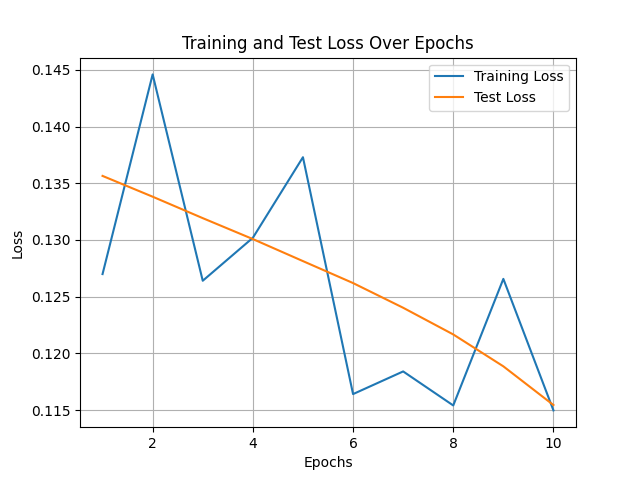 Training and Test Loss Over Epochs
Training Loss
Test Loss
0.145
0.140
0.135
0.130
0.125
0.120
0.115
Loss
2
4
6
8
10
Epochs